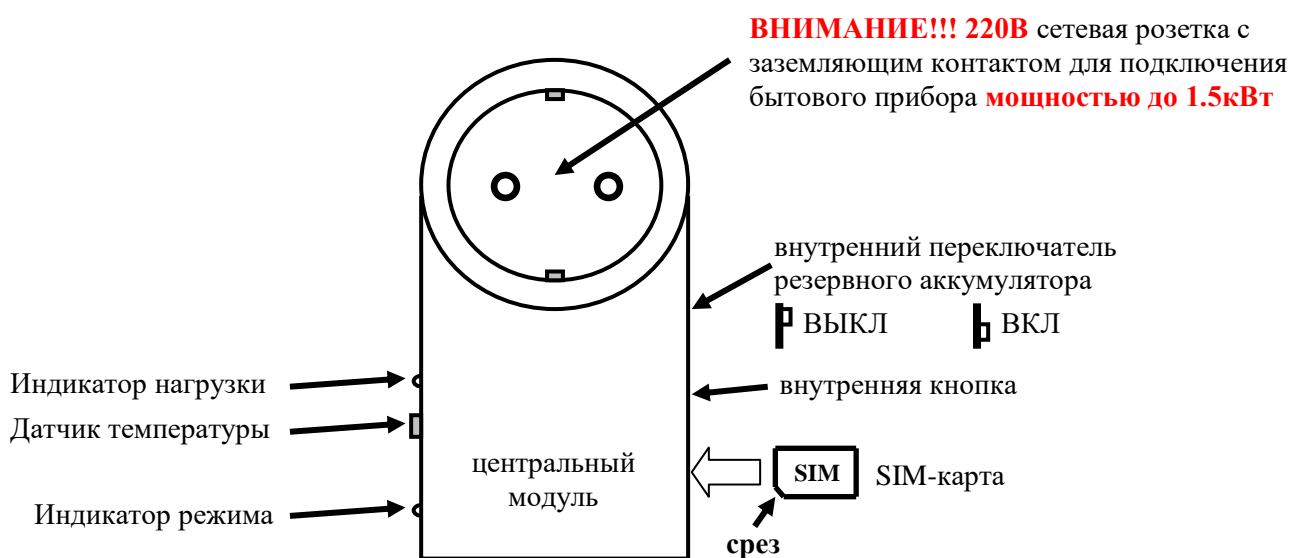 ВНИМАНИЕ!!! 220В сетевая розетка с
заземляющим контактом для подключения
бытового прибора мощностью до 1.5кВт
внутренний переключатель
резервного аккумулятора
ВЫКЛ ВКЛ
Индикатор нагрузки
внутренняя кнопка
Датчик температуры
центральный
модуль
SIM
SIM-карта
Индикатор режима
срез